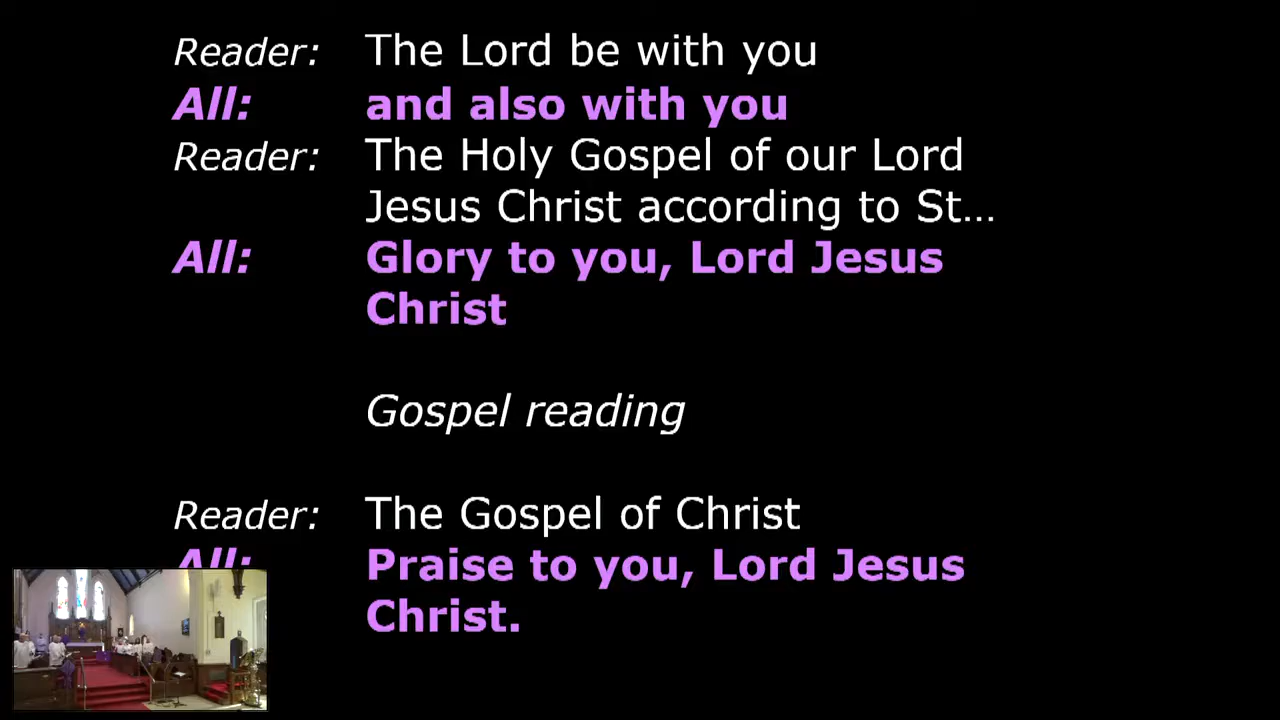 Reader: The Lord be with you
All: and also with you
Reader: The Holy Gospel of our Lord
Jesus Christ according to St…
All: Glory to you, Lord Jesus
Christ
Gospel reading
Reader: The Gospel of Christ
All: Praise to you, Lord Jesus
Christ.